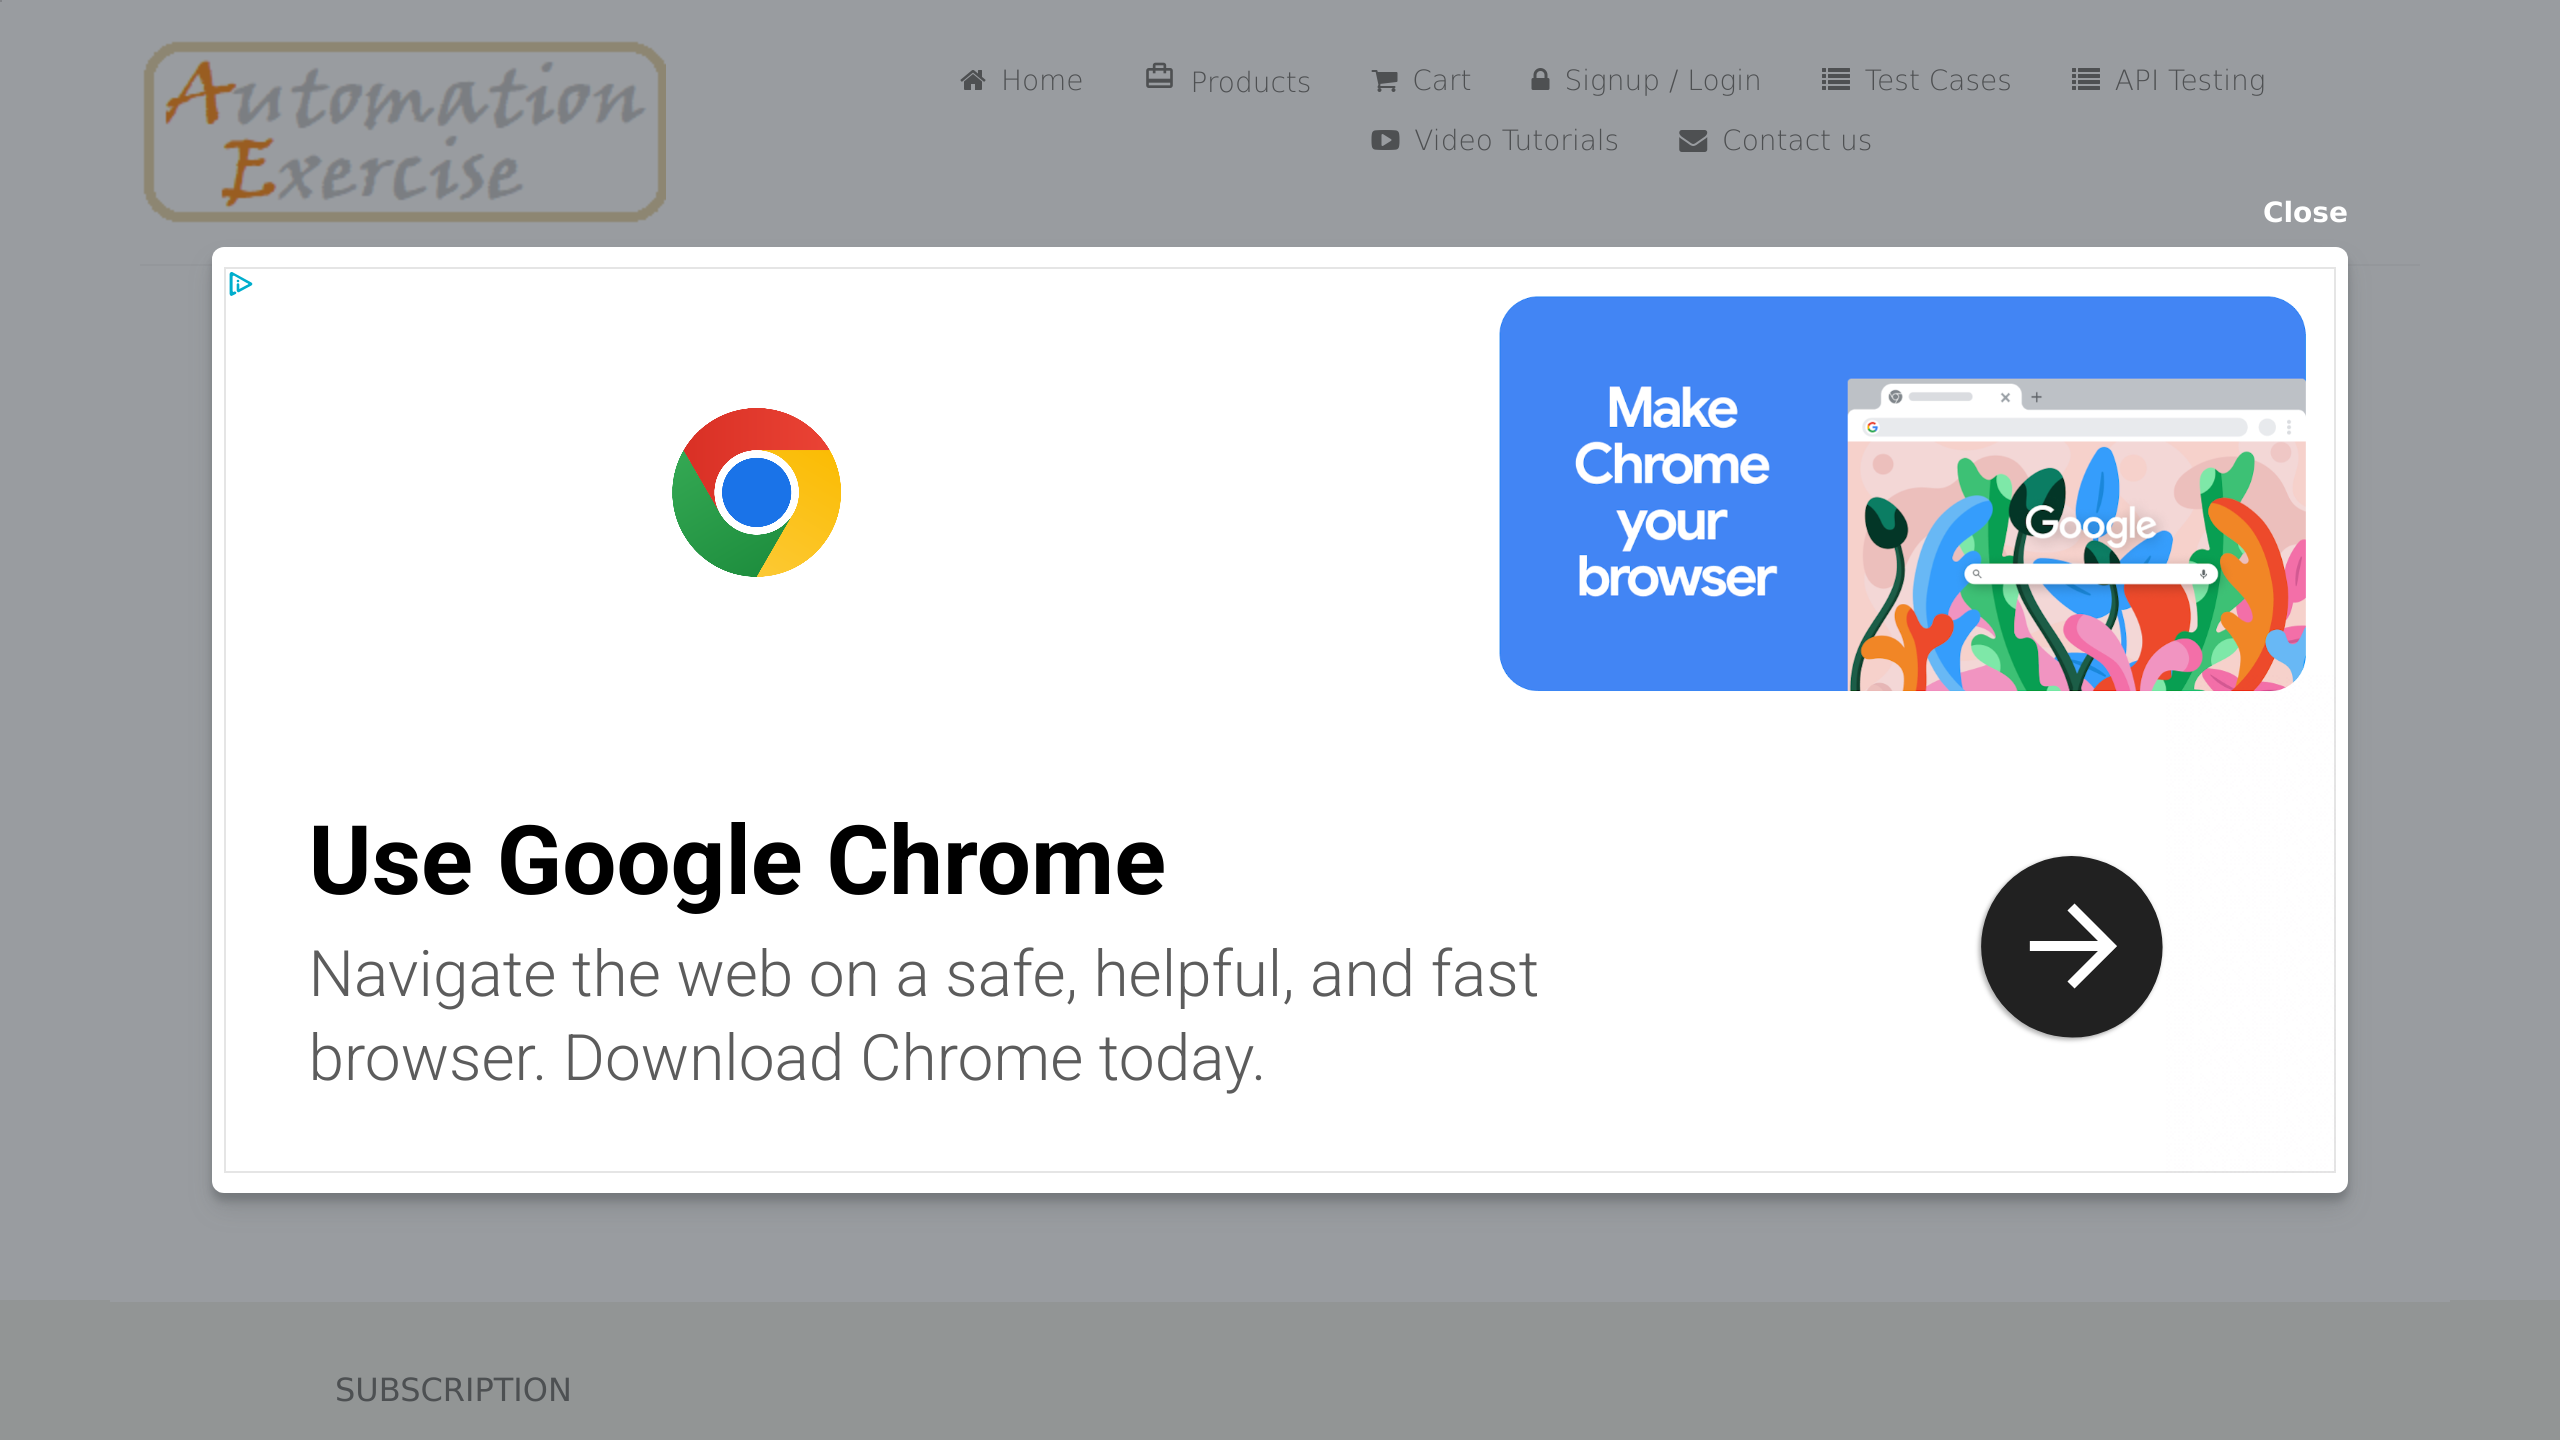 Automation
Exercise
Home
Products
Cart
Signup / Login
Test Cases
API Testing
Video Tutorials
Contact us
Close
Make
Chrome
your
browser
Google
Use Google Chrome
Navigate the web on a safe, helpful, and fast
browser. Download Chrome today.
SUBSCRIPTION